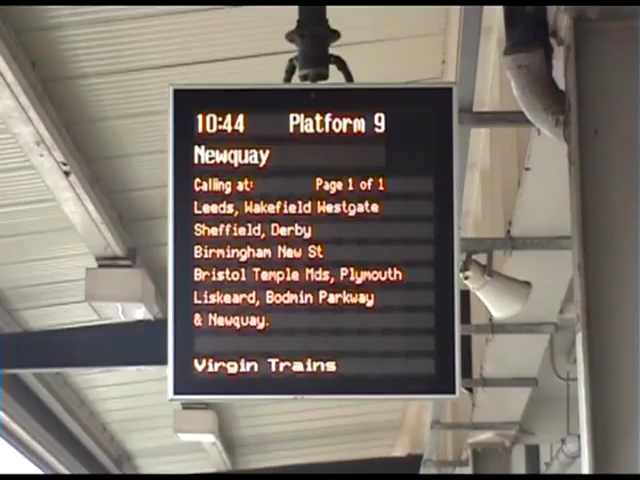 10:44 Platform 9
Newquay
Calling at: Page 1 of 1
Leeds, Wakefield Westgate
Sheffield, Derby
Birmingham New St
Bristol Temple Mds, Plymouth
Liskeard, Bodmin Parkway
& Newquay.
Virgin Trains